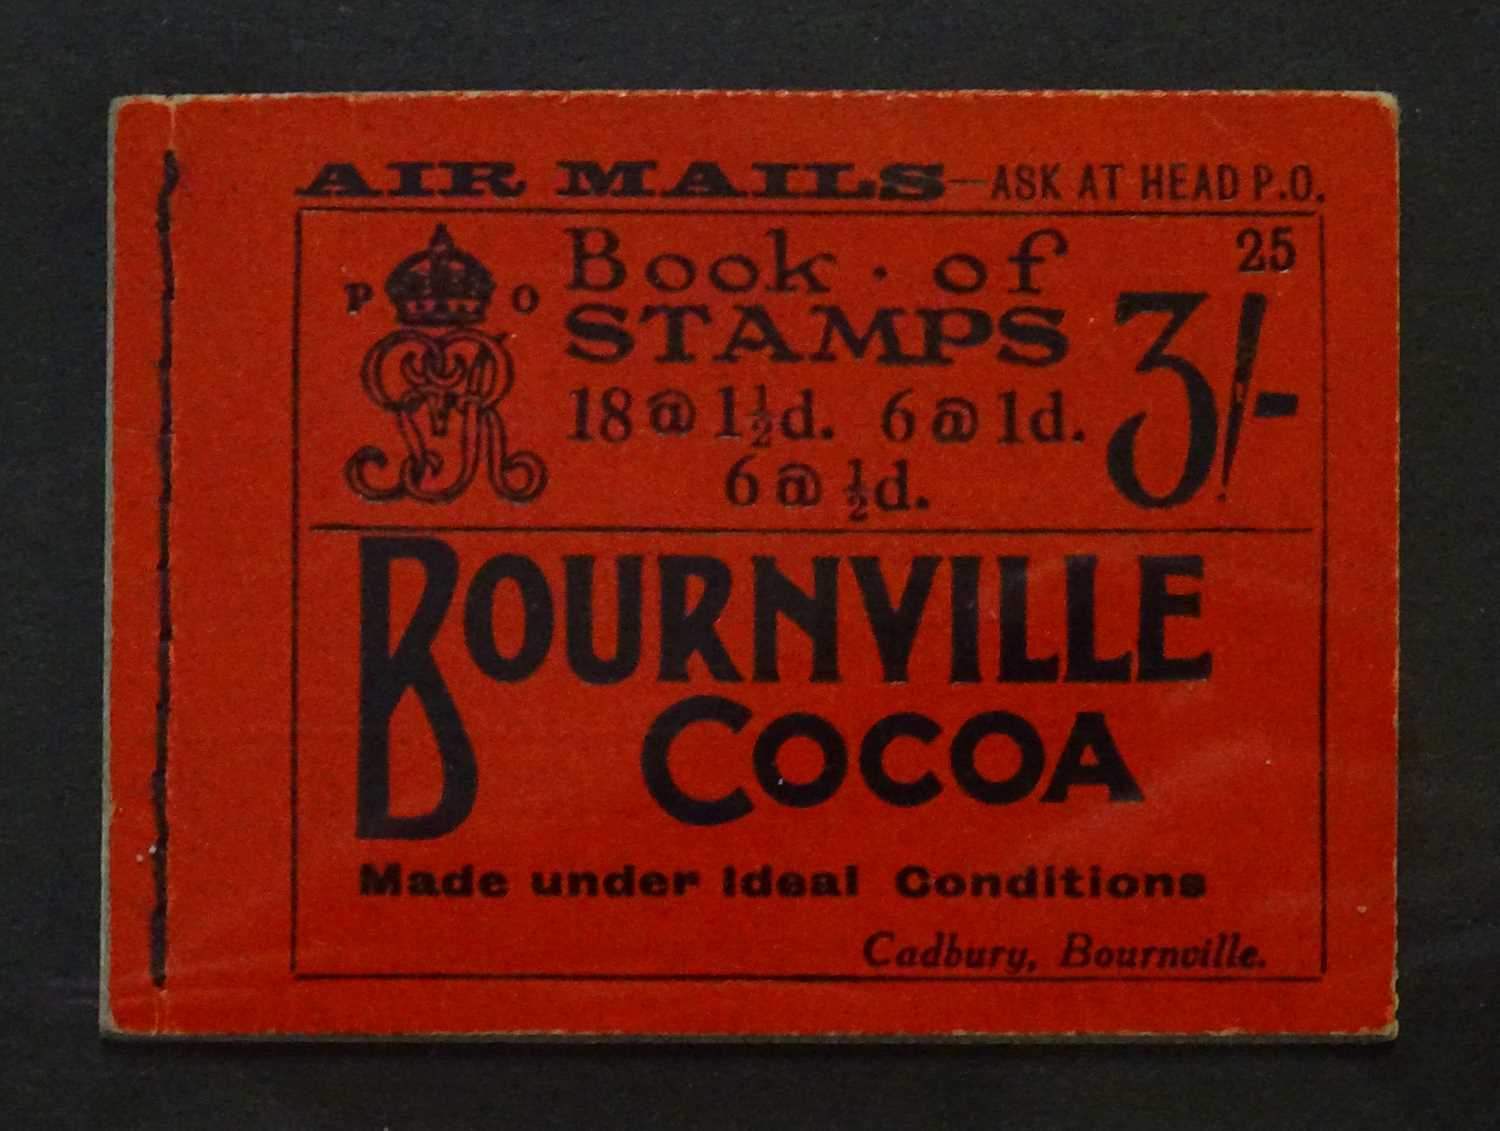 AIR MAILS—ASK AT HEAD P.O.
25
P O
GR
Book · of
STAMPS
3/-
18 @ 1½d. 6 @ 1d.
6 @ ½d.
BOURNVILLE
COCOA
Made under Ideal Conditions
Cadbury, Bournville.